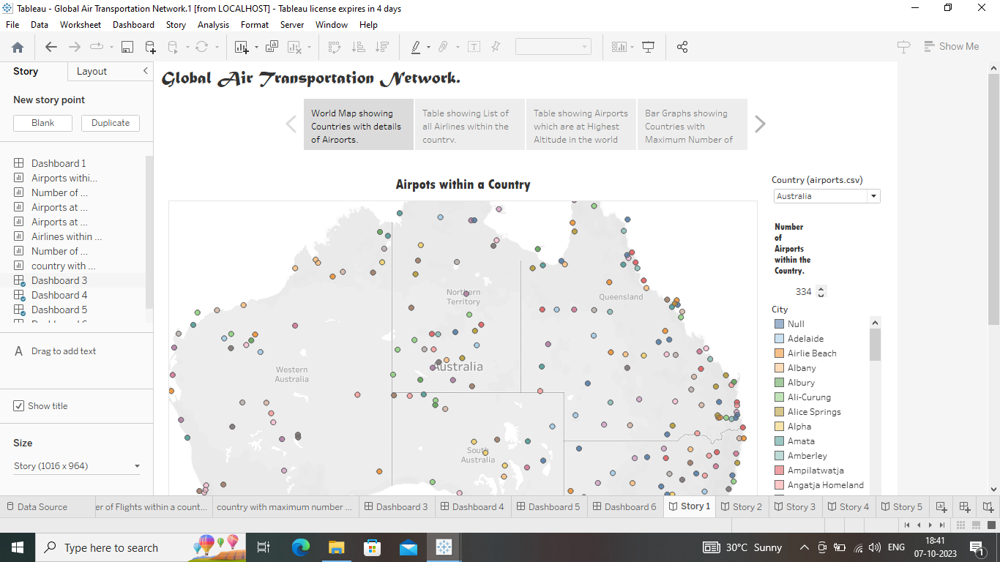 Tableau - Global Air Transportation Network.1 [from LOCALHOST] - Tableau license expires in 4 days
File Data Worksheet Dashboard Story Analysis Format Server Window Help
Show Me
Story Layout
New story point
Blank Duplicate
Dashboard 1
Airports withi...
Number of ...
Airports at ...
Airports at ...
Airlines within ...
Number of ...
country with ...
Dashboard 3
Dashboard 4
Dashboard 5
Drag to add text
Show title
Size
Story (1016 x 964)
Global Air Transportation Network.
World Map showing
Countries with details
of Airports.
Table showing List of
all Airlines within the
country.
Table showing Airports
which are at Highest
Altitude in the world
Bar Graphs showing
Countries with
Maximum Number of
Airpots within a Country
Northern
Territory
Queensland
Western
Australia
Australia
South
Australia
Country (airports.csv)
Australia
Number
of
Airports
within the
Country.
334
City
Null
Adelaide
Airlie Beach
Albany
Albury
Ali-Curung
Alice Springs
Alpha
Amata
Amberley
Ampilatwatja
Angatja Homeland
Data Source er of Flights within a count... country with maximum number ... Dashboard 3 Dashboard 4 Dashboard 5 Dashboard 6 Story 1 Story 2 Story 3 Story 4 Story 5
Type here to search
30°C Sunny
ENG
18:41
07-10-2023
1